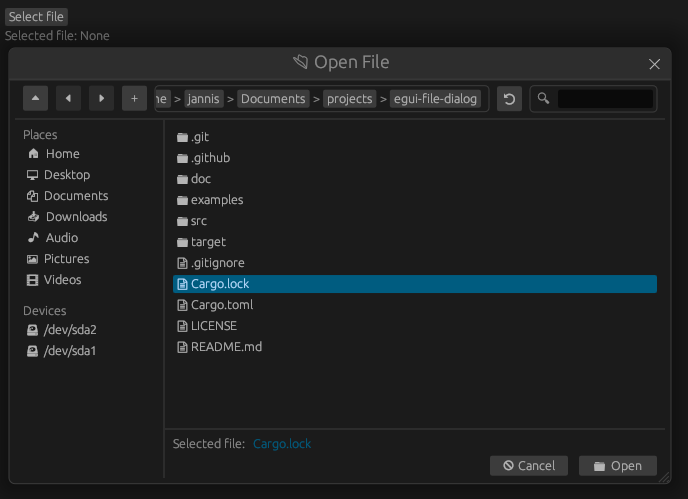 Select file
Selected file: None
Open File
me > jannis > Documents > projects > egui-file-dialog
Places
Home
Desktop
Documents
Downloads
Audio
Pictures
Videos
Devices
/dev/sda2
/dev/sda1
.git
.github
doc
examples
src
target
.gitignore
Cargo.lock
Cargo.toml
LICENSE
README.md
Selected file: Cargo.lock
Cancel
Open